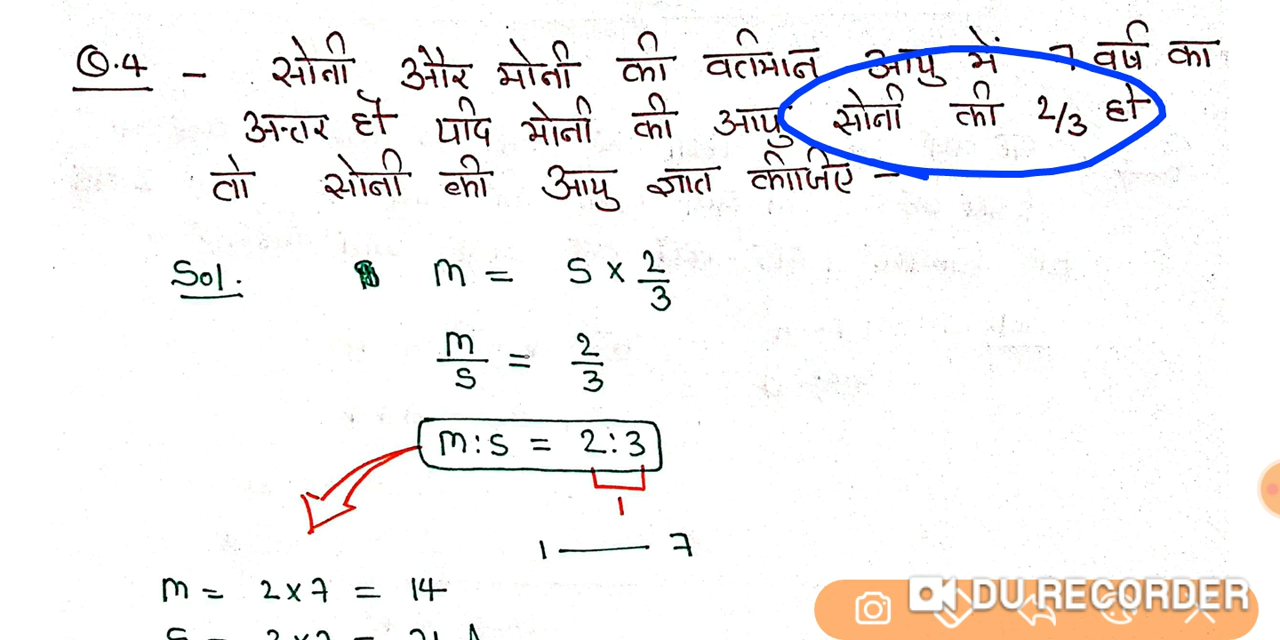 Q.4 - सोनी और मोनी की वर्तमान आयु में 7 वर्ष का
अन्तर हो यदि मोनी की आयु सोनी की 2/3 हो
तो सोनी की आयु ज्ञात कीजिए -
Sol. m = S × 2/3
m/S = 2/3
m:S = 2:3
1
1 — 7
m = 2×7 = 14
DU RECORDER